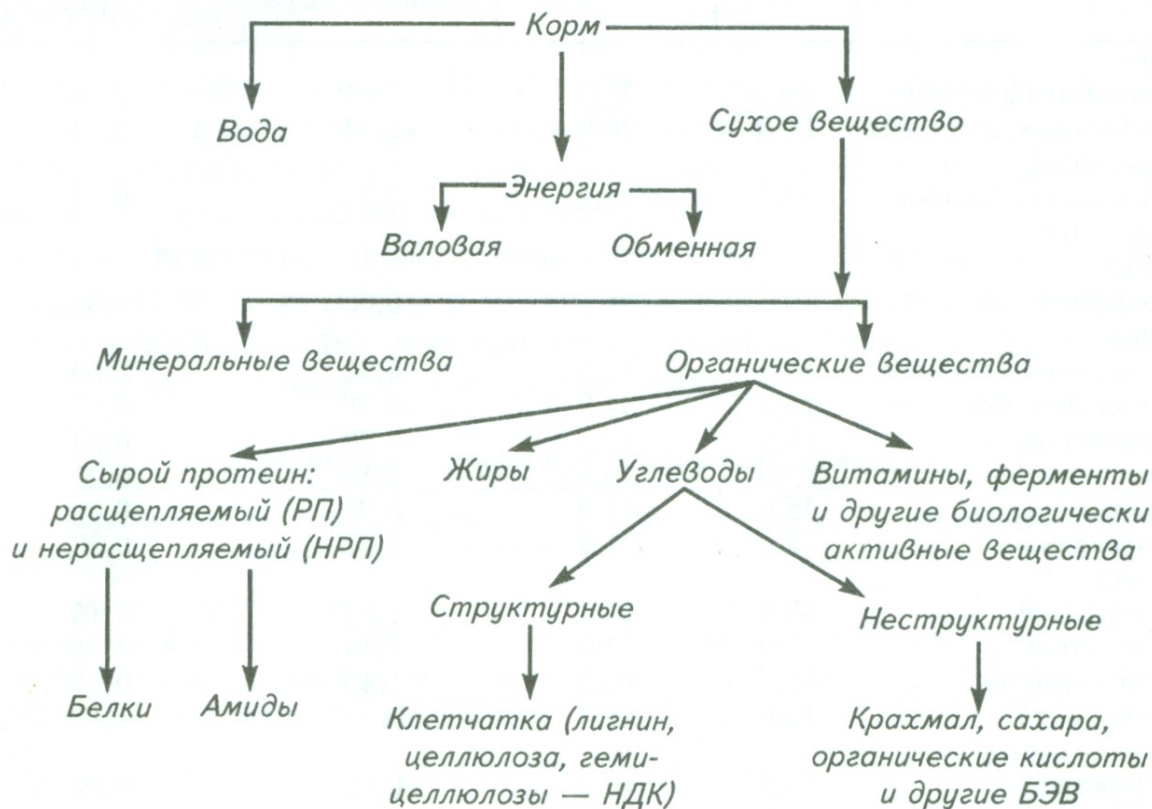 Корм
Вода
Сухое вещество
Энергия
Валовая
Обменная
Минеральные вещества
Органические вещества
Сырой протеин:
расщепляемый (РП)
и нерасщепляемый (НРП)
Жиры
Углеводы
Витамины, ферменты
и другие биологически
активные вещества
Структурные
Неструктурные
Белки
Амиды
Клетчатка (лигнин,
целлюлоза, геми-
целлюлозы — НДК)
Крахмал, сахара,
органические кислоты
и другие БЭВ